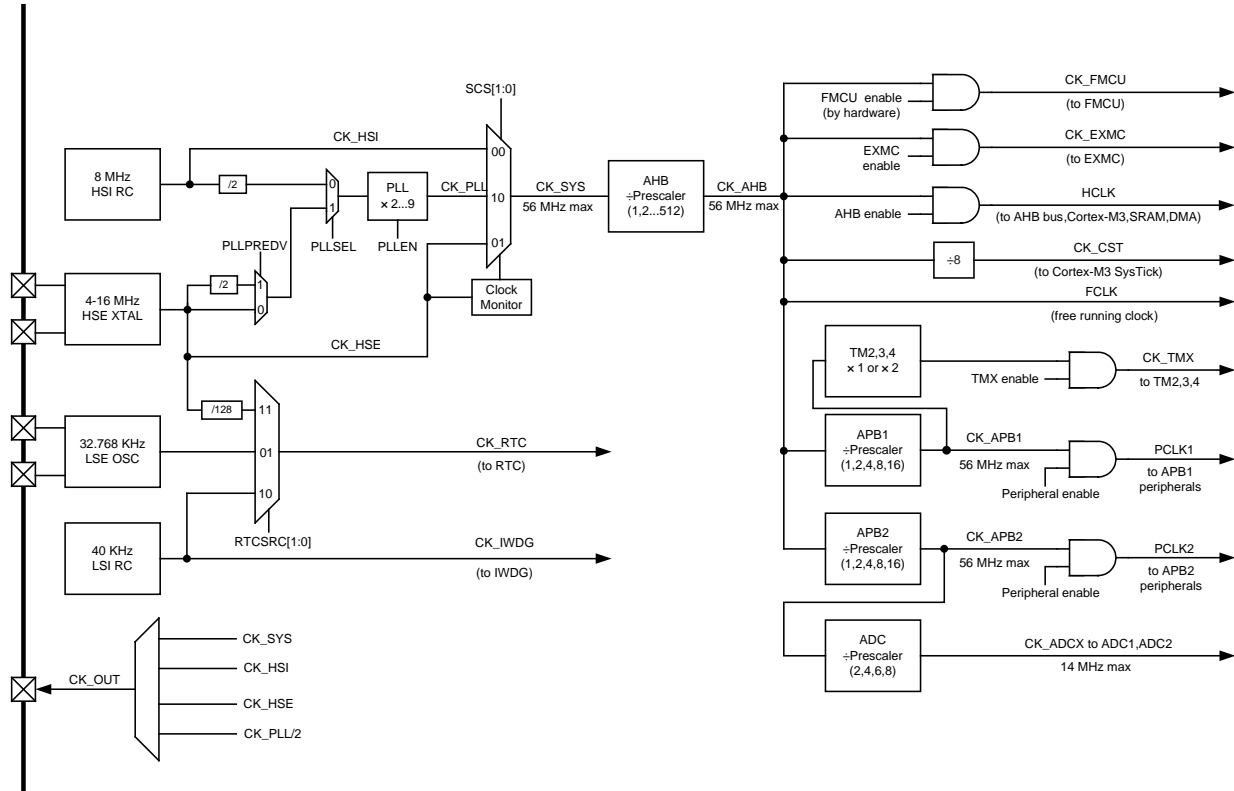 SCS[1:0]
CK_HSI
8 MHz
HSI RC
/2
0
1
PLL
× 2...9
CK_PLL
00
10
01
CK_SYS
56 MHz max
AHB
÷Prescaler
(1,2...512)
CK_AHB
56 MHz max
PLLPREDV
PLLSEL
PLLEN
4-16 MHz
HSE XTAL
/2
1
0
Clock
Monitor
CK_HSE
/128
11
01
10
32.768 KHz
LSE OSC
CK_RTC
(to RTC)
RTCSRC[1:0]
40 KHz
LSI RC
CK_IWDG
(to IWDG)
CK_OUT
CK_SYS
CK_HSI
CK_HSE
CK_PLL/2
FMCU enable
(by hardware)
CK_FMCU
(to FMCU)
EXMC
enable
CK_EXMC
(to EXMC)
AHB enable
HCLK
(to AHB bus,Cortex-M3,SRAM,DMA)
÷8
CK_CST
(to Cortex-M3 SysTick)
FCLK
(free running clock)
TM2,3,4
× 1 or × 2
TMX enable
CK_TMX
to TM2,3,4
APB1
÷Prescaler
(1,2,4,8,16)
CK_APB1
56 MHz max
Peripheral enable
PCLK1
to APB1
peripherals
APB2
÷Prescaler
(1,2,4,8,16)
CK_APB2
56 MHz max
Peripheral enable
PCLK2
to APB2
peripherals
ADC
÷Prescaler
(2,4,6,8)
CK_ADCX to ADC1,ADC2
14 MHz max